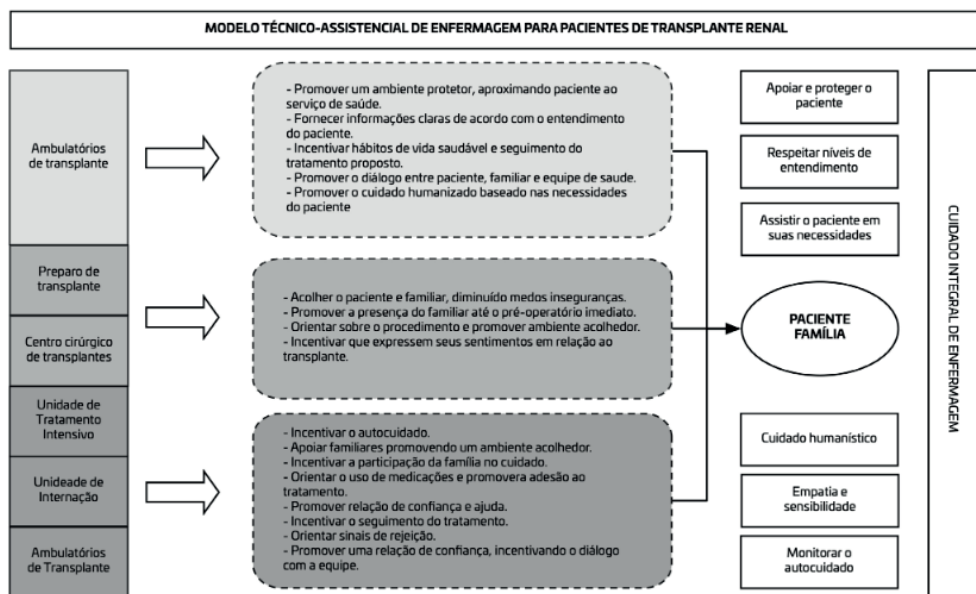 MODELO TÉCNICO-ASSISTENCIAL DE ENFERMAGEM PARA PACIENTES DE TRANSPLANTE RENAL
Ambulatórios
de transplante
- Promover um ambiente protetor, aproximando paciente ao
serviço de saúde.
- Fornecer informações claras de acordo com o entendimento
do paciente.
- Incentivar hábitos de vida saudável e seguimento do
tratamento proposto.
- Promover o diálogo entre paciente, familiar e equipe de saude.
- Promover o cuidado humanizado baseado nas necessidades
do paciente
Apoiar e proteger o
paciente
Respeitar níveis de
entendimento
Assistir o paciente em
suas necessidades
Preparo de
transplante
Centro cirúrgico
de transplantes
- Acolher o paciente e familiar, diminuído medos inseguranças.
- Promover a presença do familiar até o pré-operatório imediato.
- Orientar sobre o procedimento e promover ambiente acolhedor.
- Incentivar que expressem seus sentimentos em relação ao
transplante.
PACIENTE
FAMÍLIA
Unidade de
Tratamento
Intensivo
Unideade de
Internação
Ambulatórios
de Transplante
- Incentivar o autocuidado.
- Apoiar familiares promovendo um ambiente acolhedor.
- Incentivar a participação da família no cuidado.
- Orientar o uso de medicações e promovera adesão ao
tratamento.
- Promover relação de confiança e ajuda.
- Incentivar o seguimento do tratamento.
- Orientar sinais de rejeição.
- Promover uma relação de confiança, incentivando o diálogo
com a equipe.
Cuidado humanístico
Empatia e
sensibilidade
Monitorar o
autocuidado
CUIDADO INTEGRAL DE ENFERMAGEM